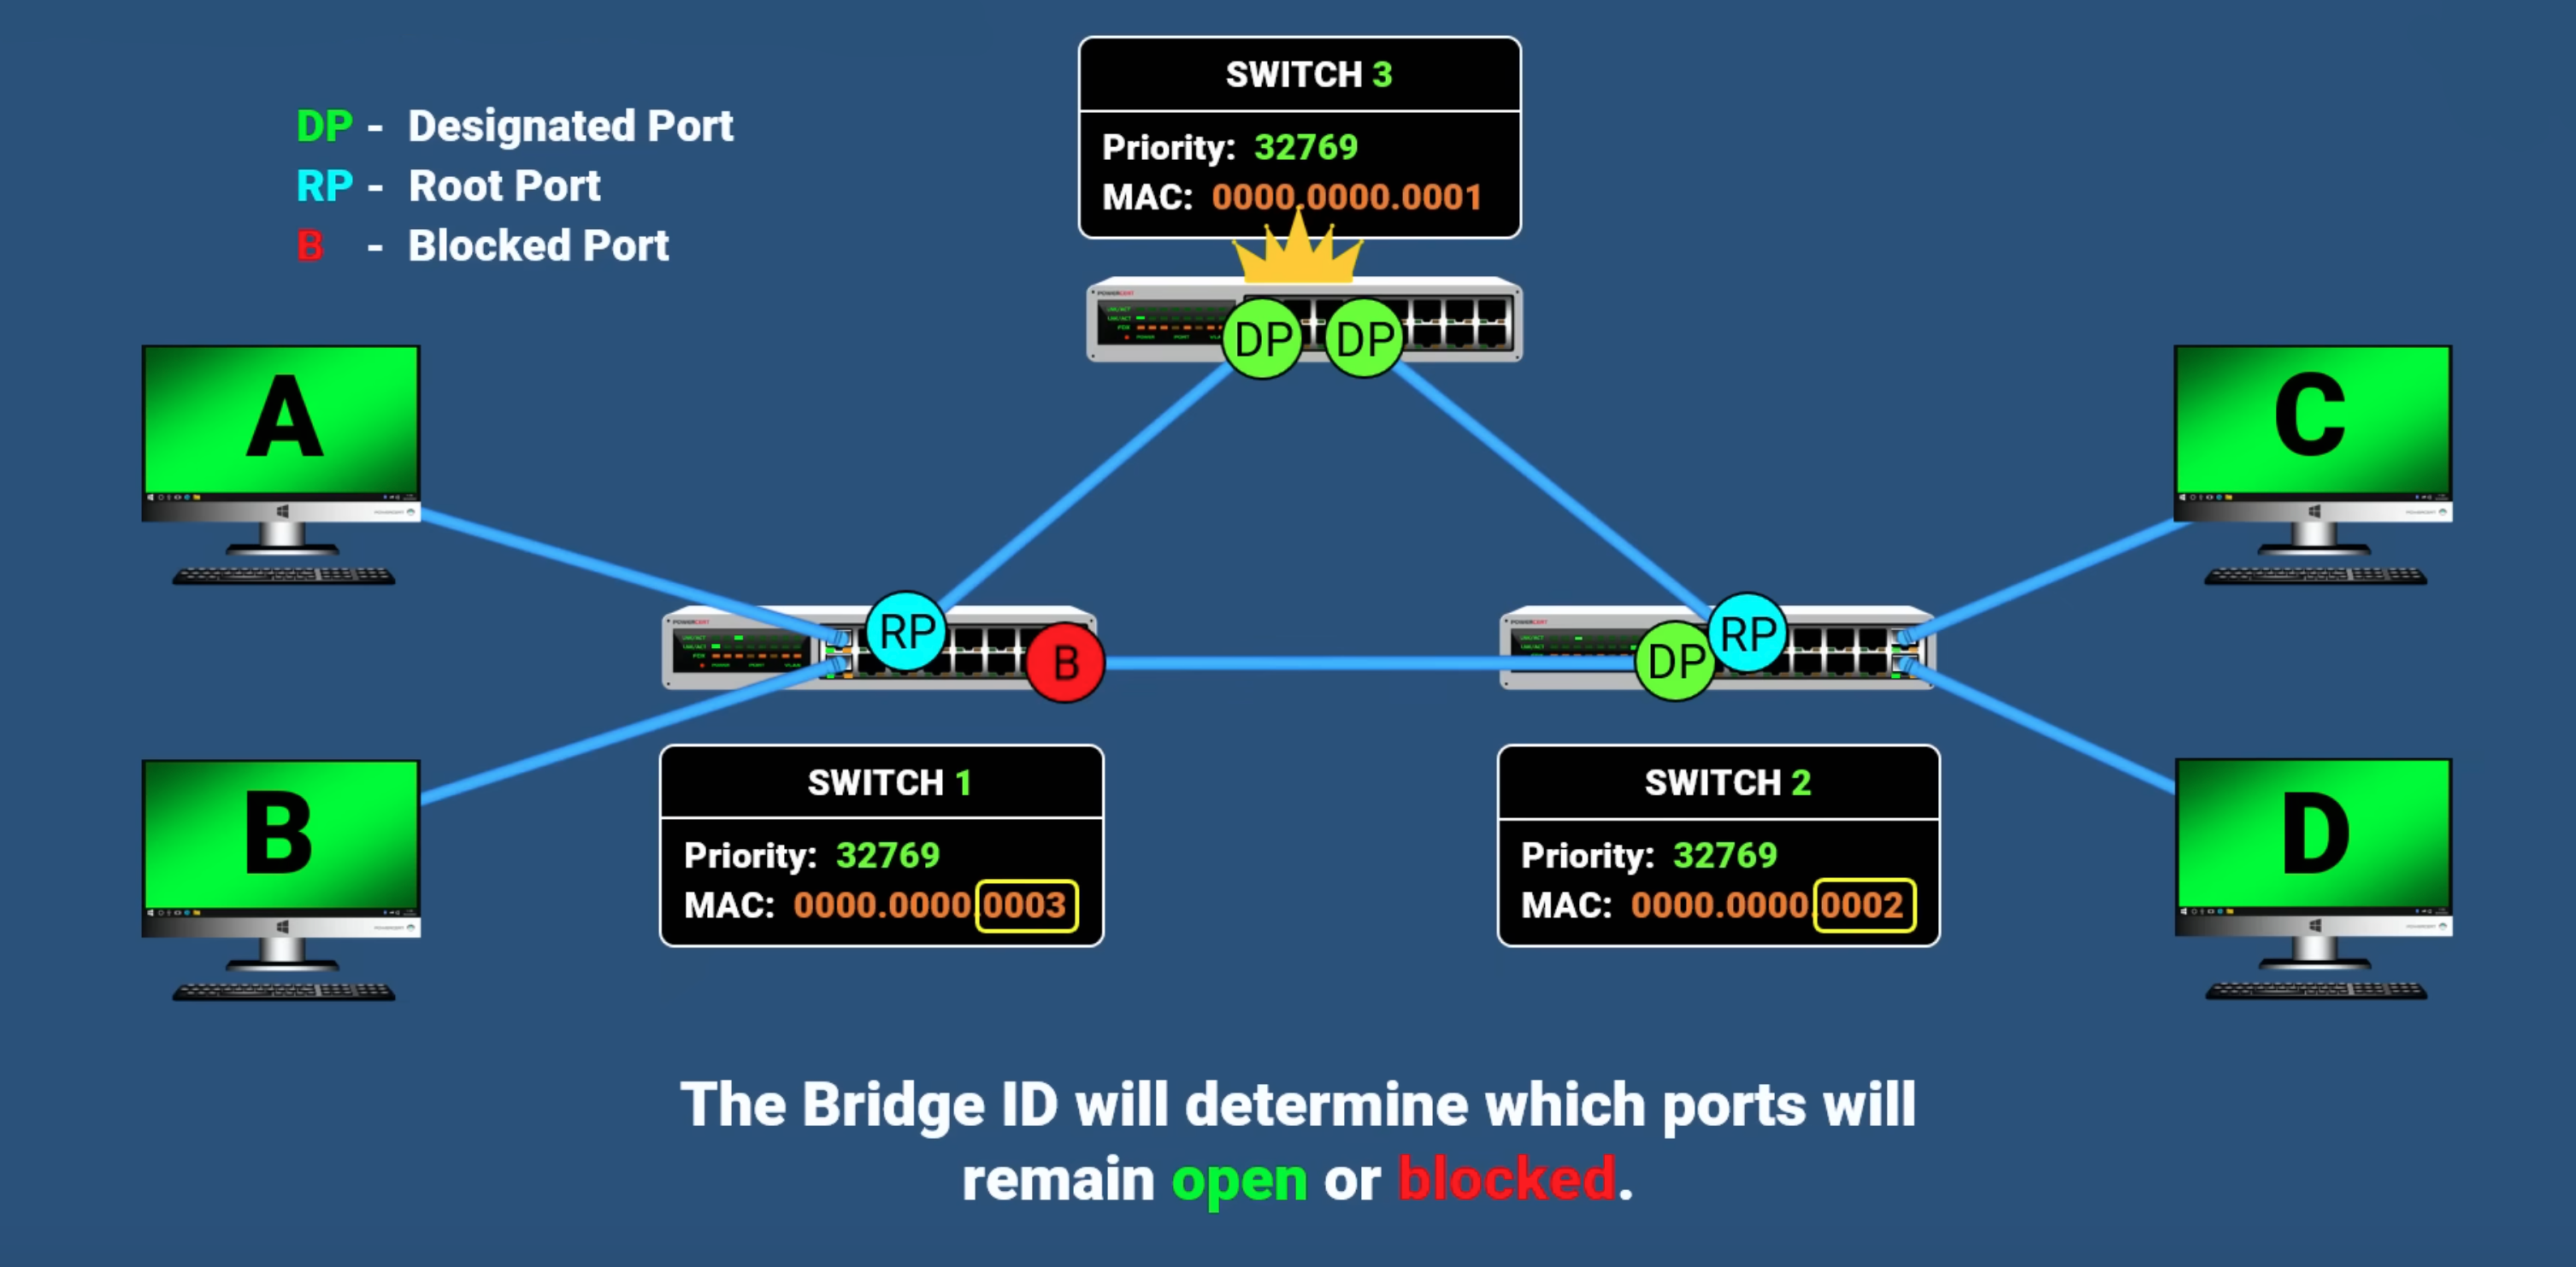 DP - Designated Port
RP - Root Port
B - Blocked Port
SWITCH 3
Priority: 32769
MAC: 0000.0000.0001
DP DP
A
C
RP
B
DP
RP
B
D
SWITCH 1
Priority: 32769
MAC: 0000.0000.0003
SWITCH 2
Priority: 32769
MAC: 0000.0000.0002
The Bridge ID will determine which ports will
remain open or blocked.